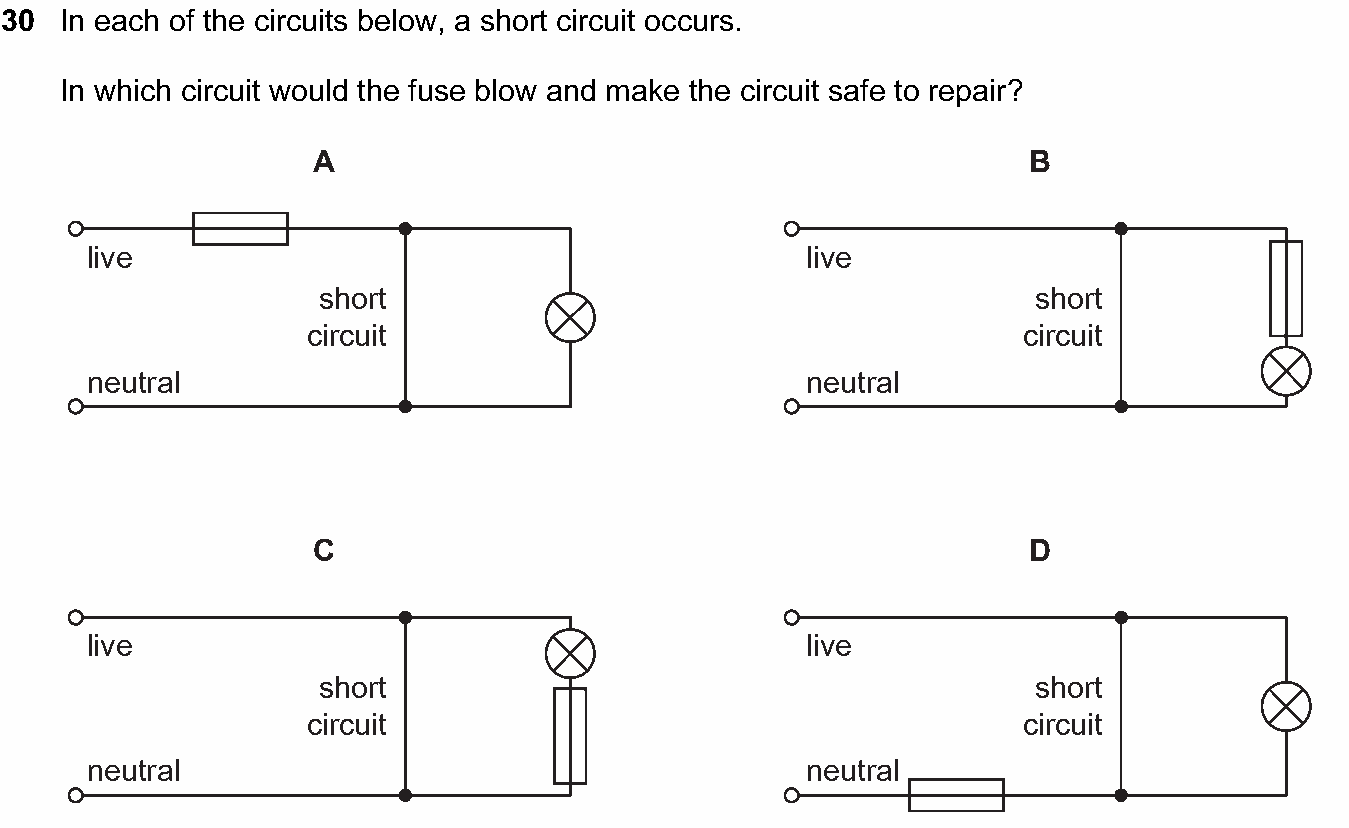 30 In each of the circuits below, a short circuit occurs.
In which circuit would the fuse blow and make the circuit safe to repair?
A
live
short
circuit
neutral
B
live
short
circuit
neutral
C
live
short
circuit
neutral
D
live
short
circuit
neutral